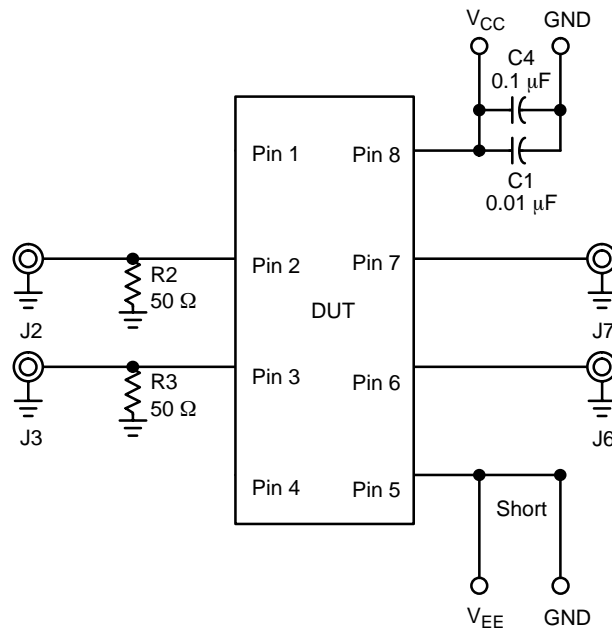 V_CC GND
C4
0.1 μF
Pin 1 Pin 8
C1
0.01 μF
Pin 2 Pin 7
R2
50 Ω
DUT
J2 J7
Pin 3 Pin 6
R3
50 Ω
J3 J6
Pin 4 Pin 5
Short
V_EE GND